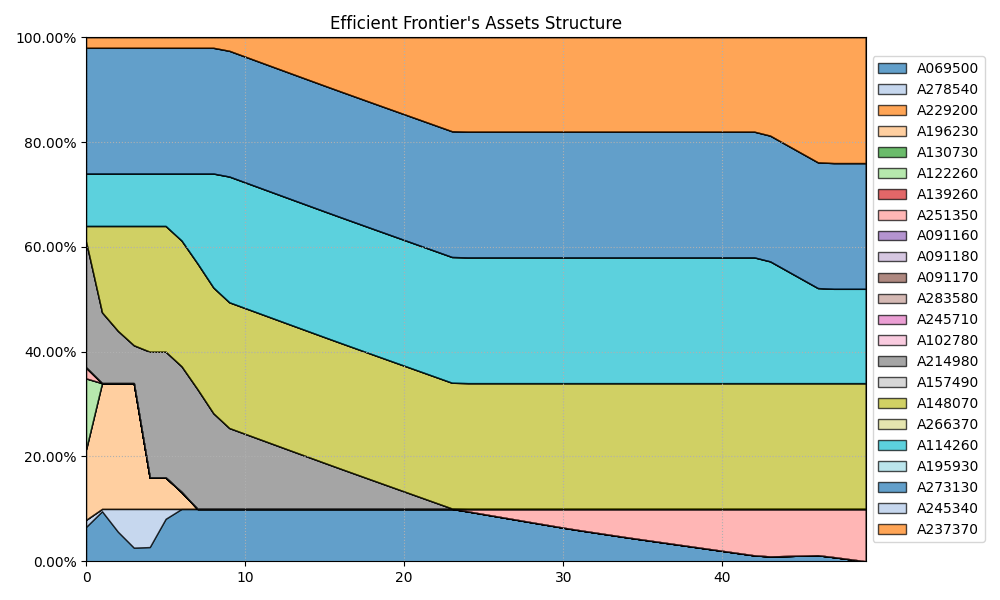 Efficient Frontier's Assets Structure
100.00%
80.00%
60.00%
40.00%
20.00%
0.00%
0
10
20
30
40
A069500
A278540
A229200
A196230
A130730
A122260
A139260
A251350
A091160
A091180
A091170
A283580
A245710
A102780
A214980
A157490
A148070
A266370
A114260
A195930
A273130
A245340
A237370